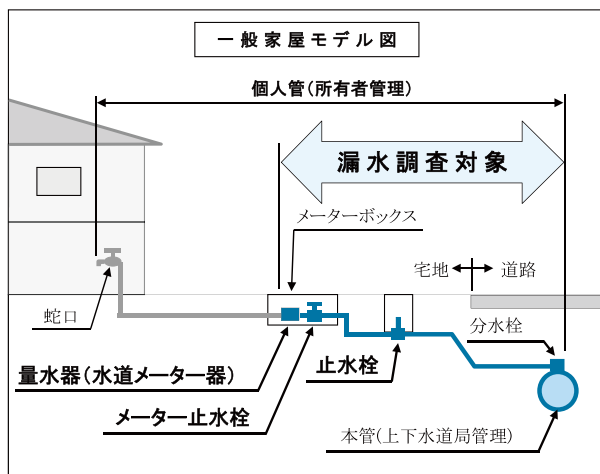 一般家屋モデル図
個人管(所有者管理)
漏水調査対象
メーターボックス
宅地
道路
蛇口
分水栓
量水器(水道メーター器)
止水栓
メーター止水栓
本管(上下水道局管理)